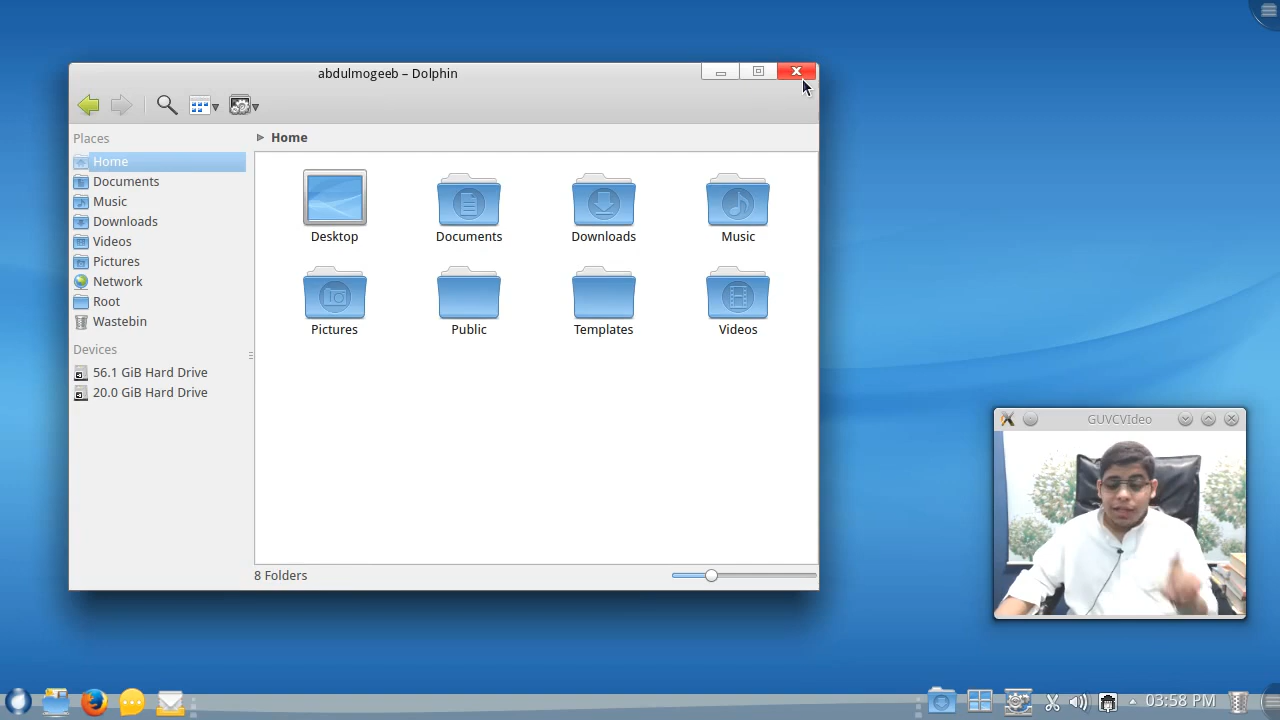 abdulmogeeb – Dolphin
Places
Home
Home
Documents
Music
Downloads
Videos
Pictures
Network
Root
Wastebin
Devices
56.1 GiB Hard Drive
20.0 GiB Hard Drive
Desktop
Documents
Downloads
Music
Pictures
Public
Templates
Videos
8 Folders
GUVCVIdeo
03:58 PM